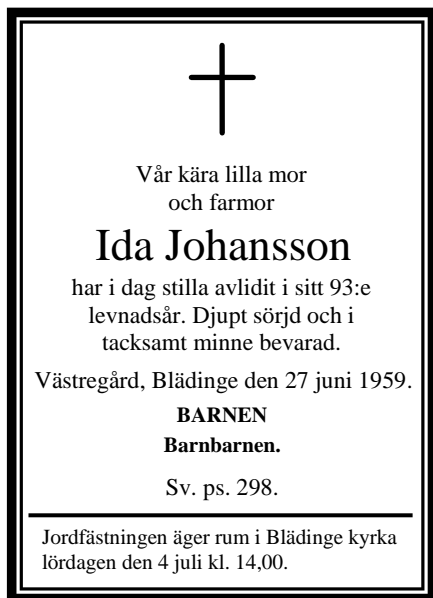 Vår kära lilla mor
och farmor
Ida Johansson
har i dag stilla avlidit i sitt 93:e
levnadsår. Djupt sörjd och i
tacksamt minne bevarad.
Västregård, Blädinge den 27 juni 1959.
BARNEN
Barnbarnen.
Sv. ps. 298.
Jordfästningen äger rum i Blädinge kyrka
lördagen den 4 juli kl. 14,00.